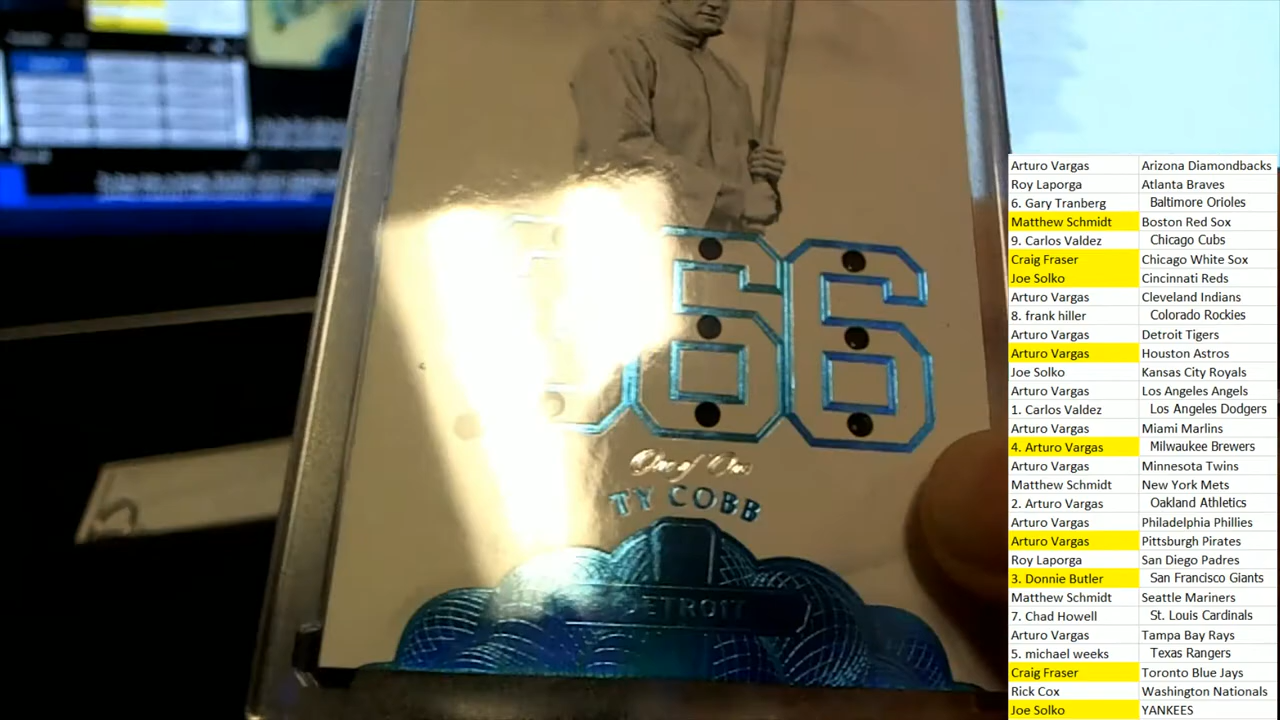 66
One of One
TY COBB
DETROIT
Arturo Vargas Arizona Diamondbacks
Roy Laporga Atlanta Braves
6. Gary Tranberg Baltimore Orioles
Matthew Schmidt Boston Red Sox
9. Carlos Valdez Chicago Cubs
Craig Fraser Chicago White Sox
Joe Solko Cincinnati Reds
Arturo Vargas Cleveland Indians
8. frank hiller Colorado Rockies
Arturo Vargas Detroit Tigers
Arturo Vargas Houston Astros
Joe Solko Kansas City Royals
Arturo Vargas Los Angeles Angels
1. Carlos Valdez Los Angeles Dodgers
Arturo Vargas Miami Marlins
4. Arturo Vargas Milwaukee Brewers
Arturo Vargas Minnesota Twins
Matthew Schmidt New York Mets
2. Arturo Vargas Oakland Athletics
Arturo Vargas Philadelphia Phillies
Arturo Vargas Pittsburgh Pirates
Roy Laporga San Diego Padres
3. Donnie Butler San Francisco Giants
Matthew Schmidt Seattle Mariners
7. Chad Howell St. Louis Cardinals
Arturo Vargas Tampa Bay Rays
5. michael weeks Texas Rangers
Craig Fraser Toronto Blue Jays
Rick Cox Washington Nationals
Joe Solko YANKEES